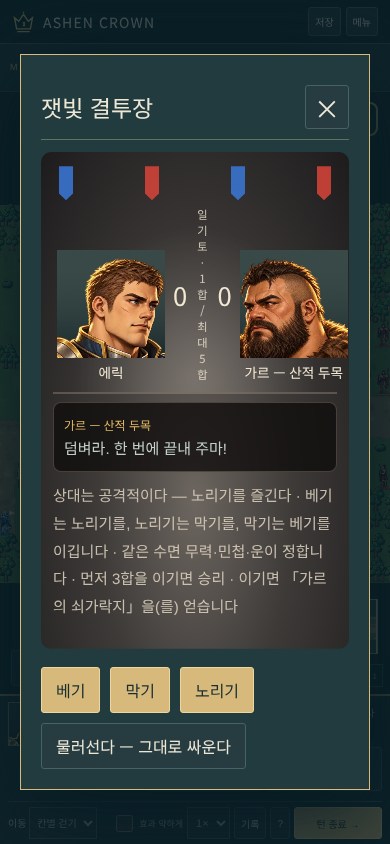 ASHEN CROWN
저장
메뉴
잿빛 결투장
일기토 · 1합/최대5합
0
0
에릭
가르 — 산적 두목
가르 — 산적 두목
덤벼라. 한 번에 끝내 주마!
상대는 공격적이다 — 노리기를 즐긴다 · 베기
는 노리기를, 노리기는 막기를, 막기는 베기를
이깁니다 · 같은 수면 무력·민첩·운이 정합니
다 · 먼저 3합을 이기면 승리 · 이기면 「가르
의 쇠가락지」을(를) 얻습니다
베기
막기
노리기
물러선다 — 그대로 싸운다
이동
칸별 걷기
효과 약하게
1×
기록
?
턴 종료 →